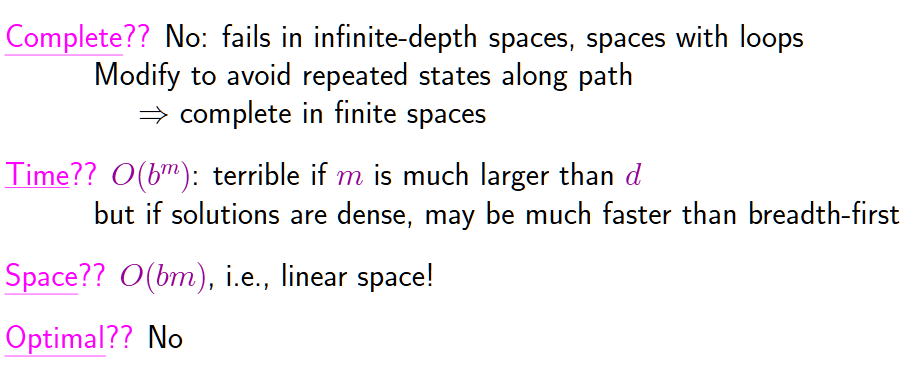 Complete?? No: fails in infinite-depth spaces, spaces with loops
Modify to avoid repeated states along path
⇒ complete in finite spaces
Time?? O(bᵐ): terrible if m is much larger than d
but if solutions are dense, may be much faster than breadth-first
Space?? O(bm), i.e., linear space!
Optimal?? No